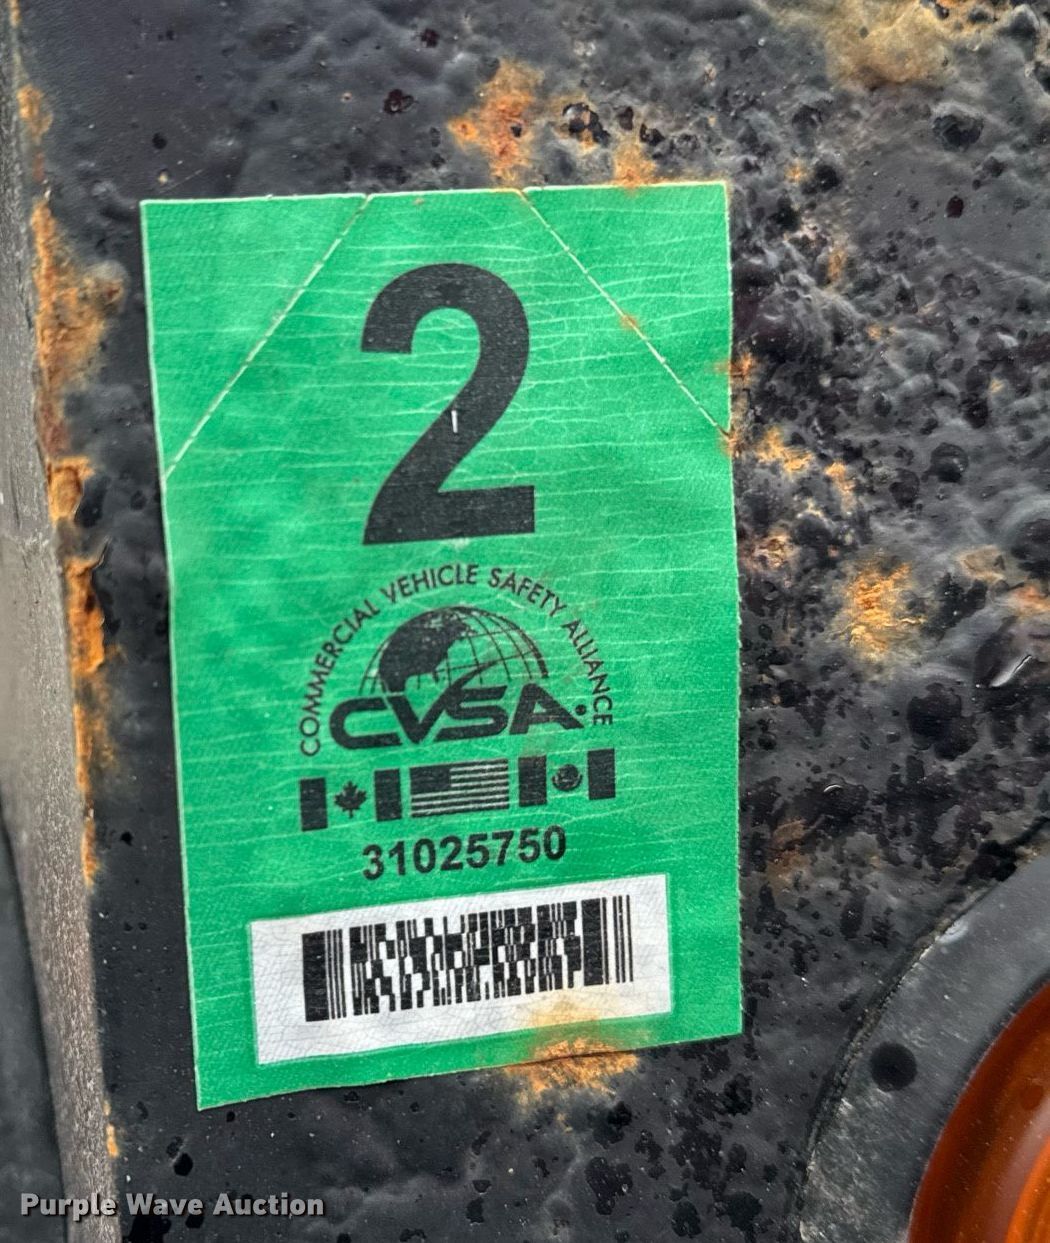 2
COMMERCIAL VEHICLE SAFETY ALLIANCE
CVSA
31025750
Purple Wave Auction